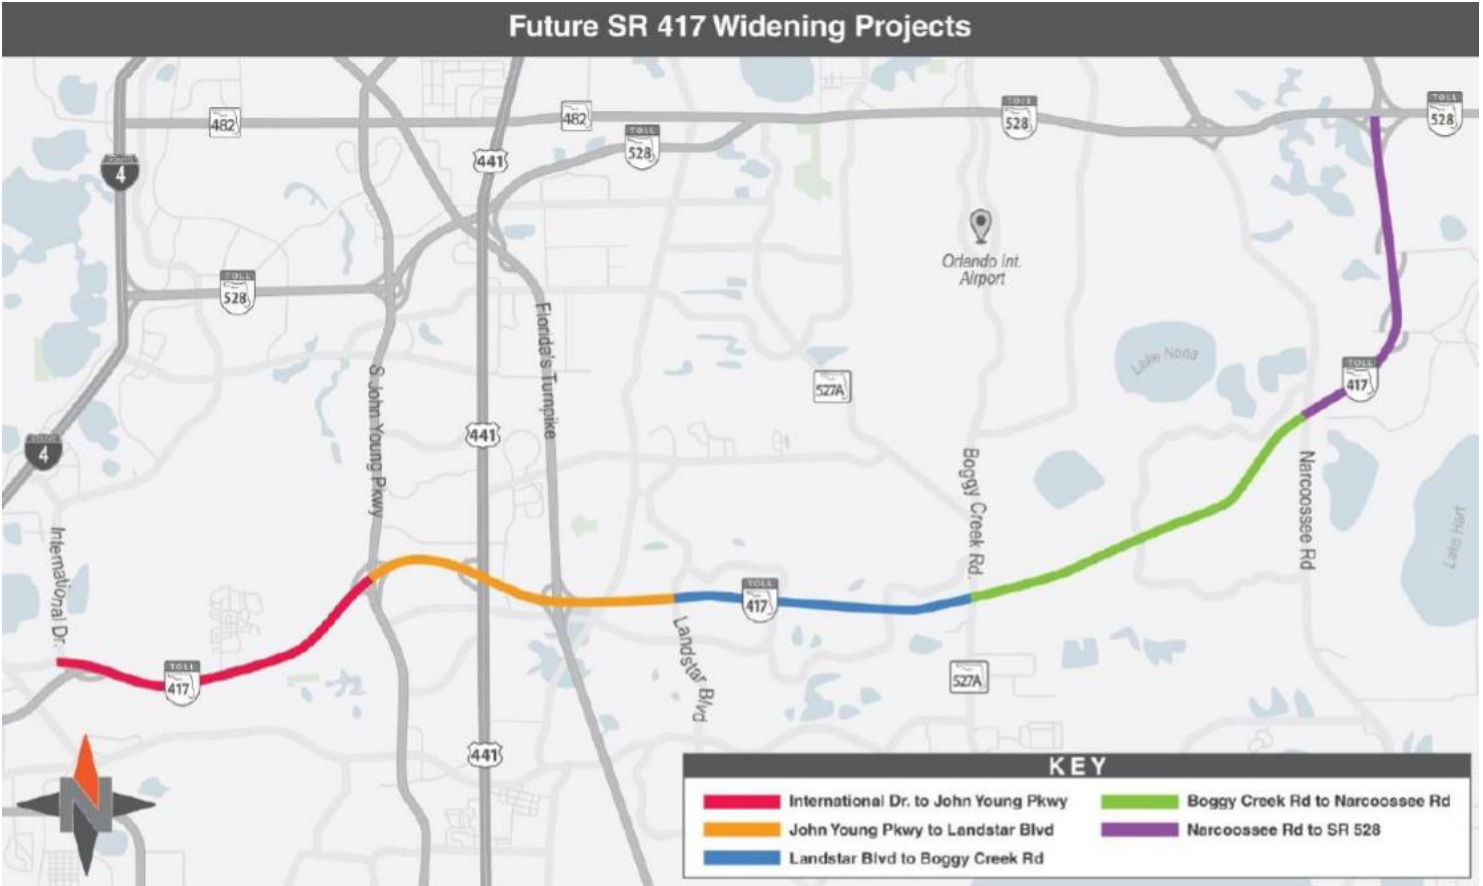 Future SR 417 Widening Projects
482
482
TOLL
528
TOLL
528
TOLL
528
441
4
TOLL
528
Orlando Int.
Airport
Florida's Turnpike
S John Young Pkwy
Lake Nona
TOLL
417
527A
441
4
Boggy Creek Rd.
Narcoossee Rd
Lake Hart
International Dr.
TOLL
417
Landstar Blvd
TOLL
417
527A
441
N
KEY
International Dr. to John Young Pkwy
John Young Pkwy to Landstar Blvd
Landstar Blvd to Boggy Creek Rd
Boggy Creek Rd to Narcoossee Rd
Narcoossee Rd to SR 528